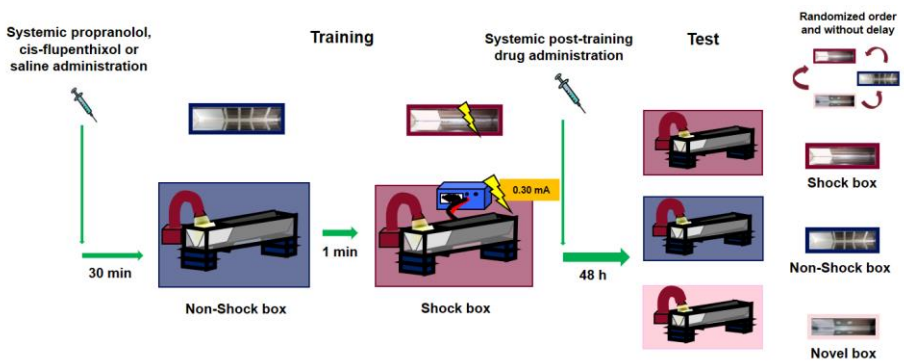 Systemic propranolol,
cis-flupenthixol or
saline administration
Training
Systemic post-training
drug administration
Test
Randomized order
and without delay
0.30 mA
30 min
1 min
48 h
Non-Shock box
Shock box
Shock box
Non-Shock box
Novel box